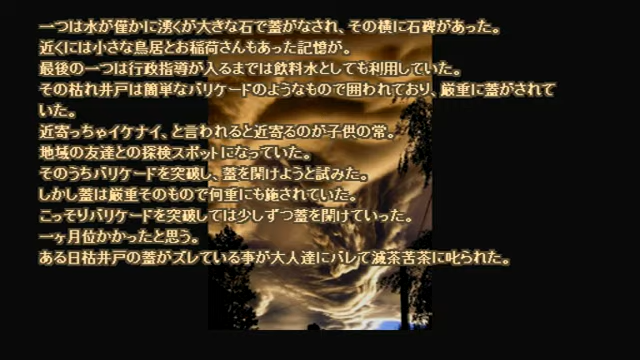 一つは水が僅かに湧くが大きな石で蓋がなされ、その横に石碑があった。
近くには小さな鳥居とお稲荷さんもあった記憶が。
最後の一つは行政指導が入るまでは飲料水としても利用していた。
その枯れ井戸は簡単なバリケードのようなもので囲われており、厳重に蓋がされて
いた。
近寄っちゃイケナイ、と言われると近寄るのが子供の常。
地域の友達との探検スポットになっていた。
そのうちバリケードを突破し、蓋を開けようと試みた。
しかし蓋は厳重そのもので何重にも施されていた。
こっそりバリケードを突破しては少しずつ蓋を開けていった。
一ヶ月位かかったと思う。
ある日枯井戸の蓋がズレている事が大人達にバレて滅茶苦茶に叱られた。